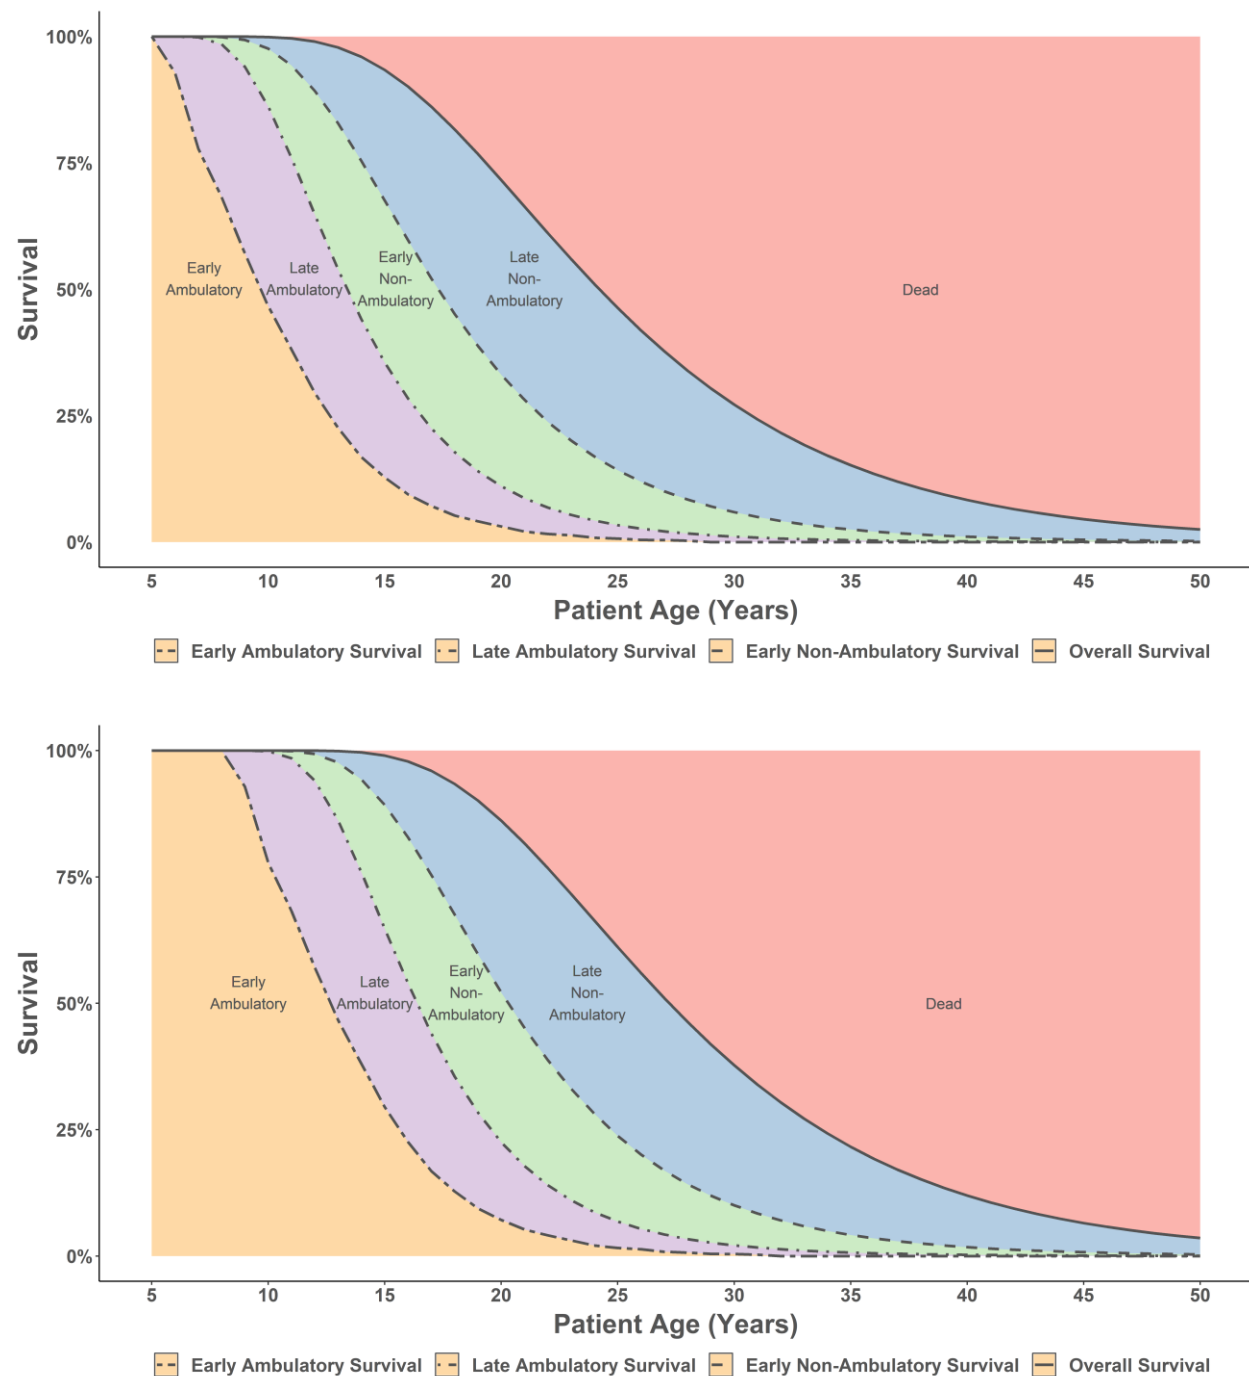 100%
75%
50%
25%
0%
Survival
Early
Ambulatory
Late
Ambulatory
Early
Non-
Ambulatory
Late
Non-
Ambulatory
Dead
5 10 15 20 25 30 35 40 45 50
Patient Age (Years)
Early Ambulatory Survival Late Ambulatory Survival Early Non-Ambulatory Survival Overall Survival
100%
75%
50%
25%
0%
Survival
Early
Ambulatory
Late
Ambulatory
Early
Non-
Ambulatory
Late
Non-
Ambulatory
Dead
5 10 15 20 25 30 35 40 45 50
Patient Age (Years)
Early Ambulatory Survival Late Ambulatory Survival Early Non-Ambulatory Survival Overall Survival